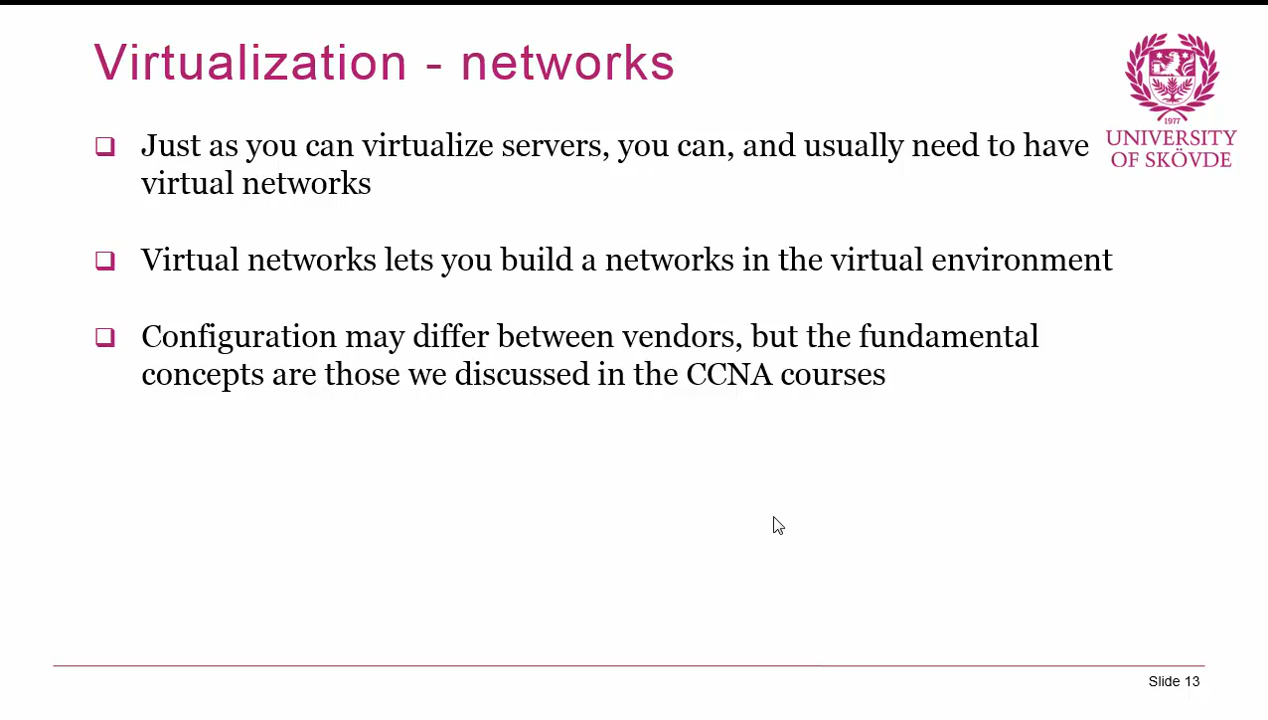 Virtualization - networks
1977
UNIVERSITY
OF SKÖVDE
Just as you can virtualize servers, you can, and usually need to have
virtual networks
Virtual networks lets you build a networks in the virtual environment
Configuration may differ between vendors, but the fundamental
concepts are those we discussed in the CCNA courses
Slide 13